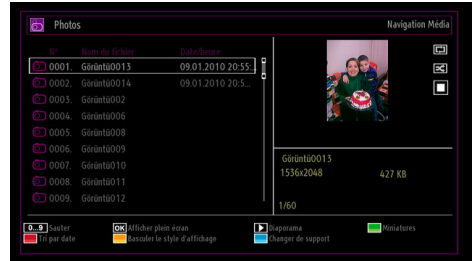 Photos
Navigation Média
N° Nom du fichier Date/heure
0001. Görüntü0013 09.01.2010 20:55:
0002. Görüntü0014 09.01.2010 20:5...
0003. Görüntü002
0004. Görüntü006
0005. Görüntü008
0006. Görüntü009
0007. Görüntü010
0008. Görüntü011
0009. Görüntü012
Görüntü0013
1536x2048 427 KB
1/60
0...9 Sauter OK Afficher plein écran Diaporama Miniatures
Tri par date Basculer le style d'affichage Changer de support